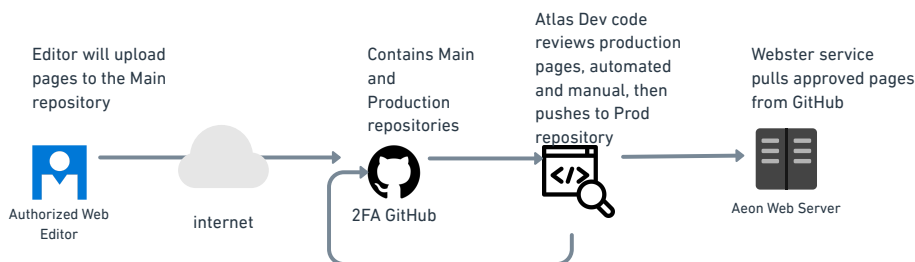 Editor will upload
pages to the Main
repository
Authorized Web
Editor
internet
Contains Main
and
Production
repositories
2FA GitHub
Atlas Dev code
reviews production
pages, automated
and manual, then
pushes to Prod
repository
</>
Webster service
pulls approved pages
from GitHub
Aeon Web Server